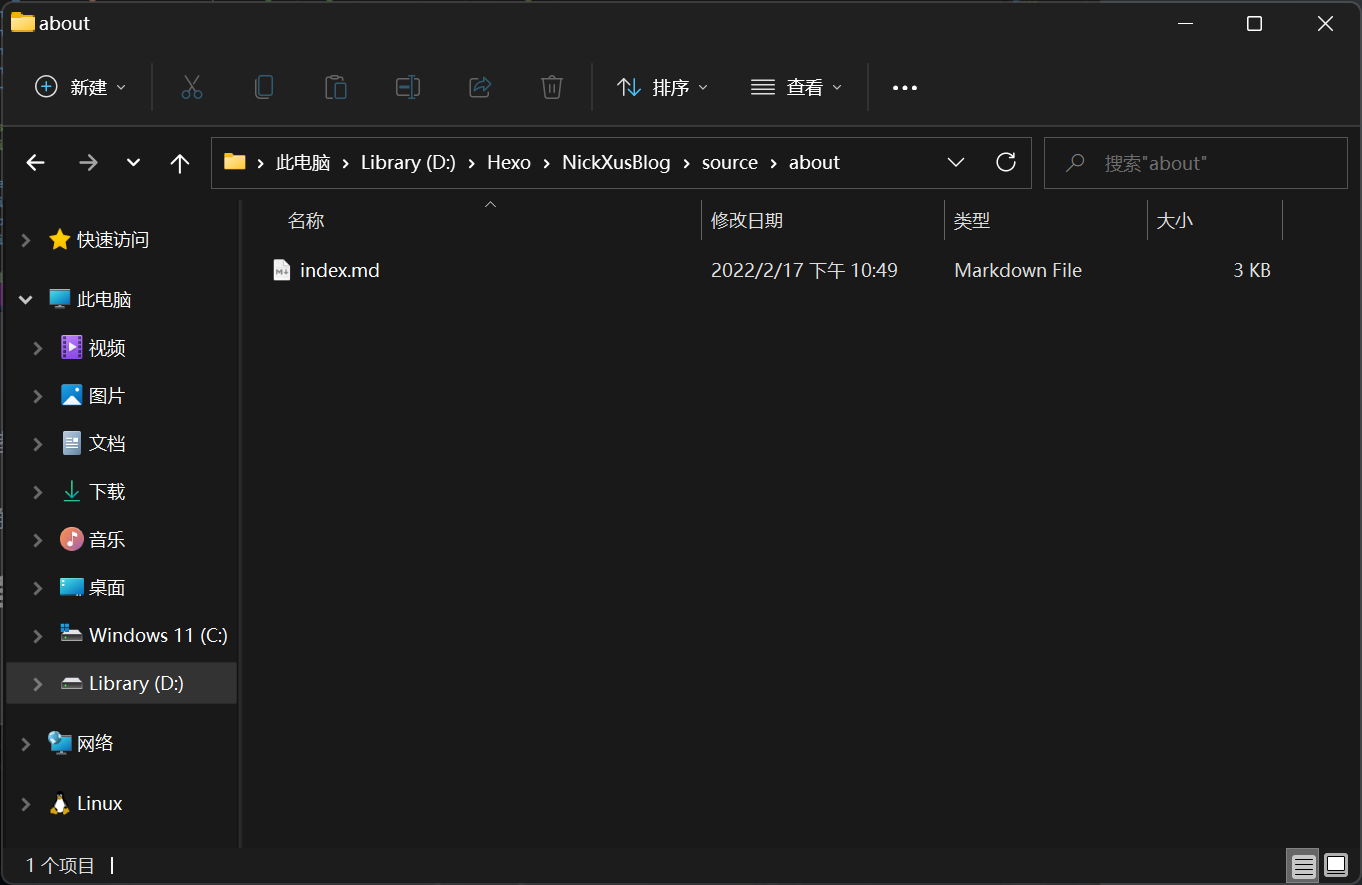 about
新建 排序 查看
此电脑 Library (D:) Hexo NickXusBlog source about 搜索"about"
名称 修改日期 类型 大小
index.md 2022/2/17 下午 10:49 Markdown File 3 KB
快速访问
此电脑
视频
图片
文档
下载
音乐
桌面
Windows 11 (C:)
Library (D:)
网络
Linux
1 个项目